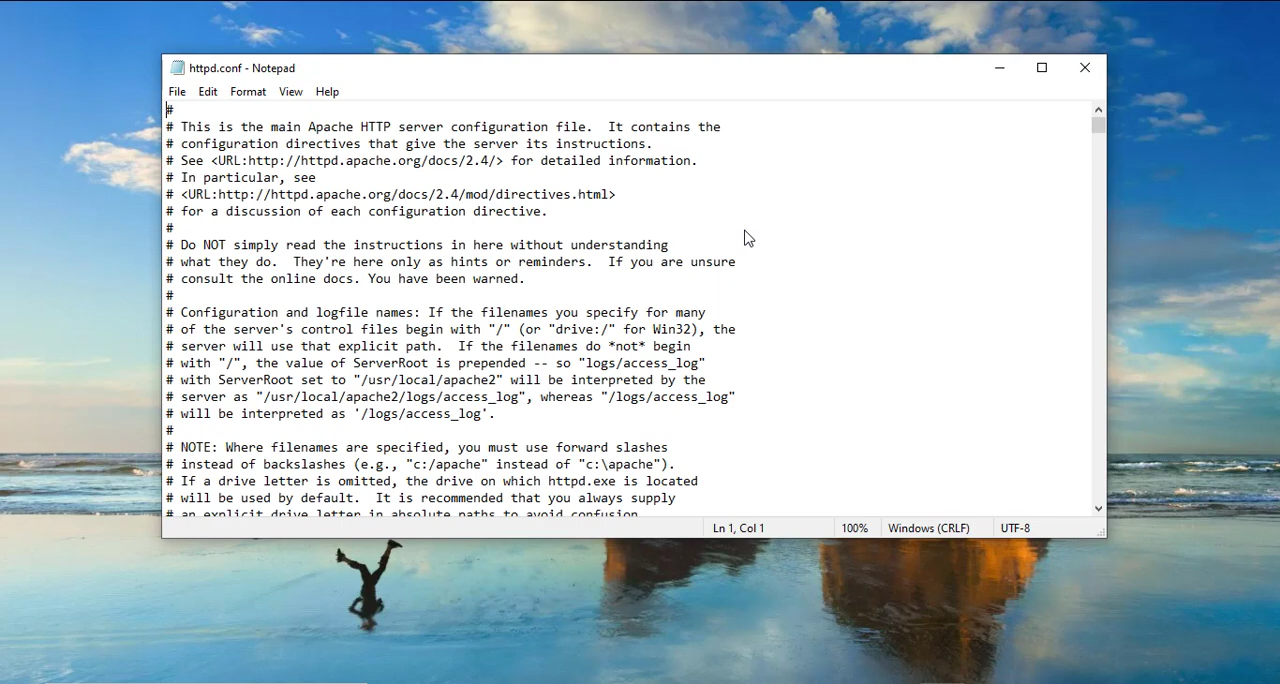 httpd.conf - Notepad
File Edit Format View Help
#
# This is the main Apache HTTP server configuration file.  It contains the
# configuration directives that give the server its instructions.
# See <URL:http://httpd.apache.org/docs/2.4/> for detailed information.
# In particular, see
# <URL:http://httpd.apache.org/docs/2.4/mod/directives.html>
# for a discussion of each configuration directive.
#
# Do NOT simply read the instructions in here without understanding
# what they do.  They're here only as hints or reminders.  If you are unsure
# consult the online docs. You have been warned.
#
# Configuration and logfile names: If the filenames you specify for many
# of the server's control files begin with "/" (or "drive:/" for Win32), the
# server will use that explicit path.  If the filenames do *not* begin
# with "/", the value of ServerRoot is prepended -- so "logs/access_log"
# with ServerRoot set to "/usr/local/apache2" will be interpreted by the
# server as "/usr/local/apache2/logs/access_log", whereas "/logs/access_log"
# will be interpreted as '/logs/access_log'.
#
# NOTE: Where filenames are specified, you must use forward slashes
# instead of backslashes (e.g., "c:/apache" instead of "c:\apache").
# If a drive letter is omitted, the drive on which httpd.exe is located
# will be used by default.  It is recommended that you always supply
# an explicit drive letter in absolute paths to avoid confusion.
Ln 1, Col 1 100% Windows (CRLF) UTF-8